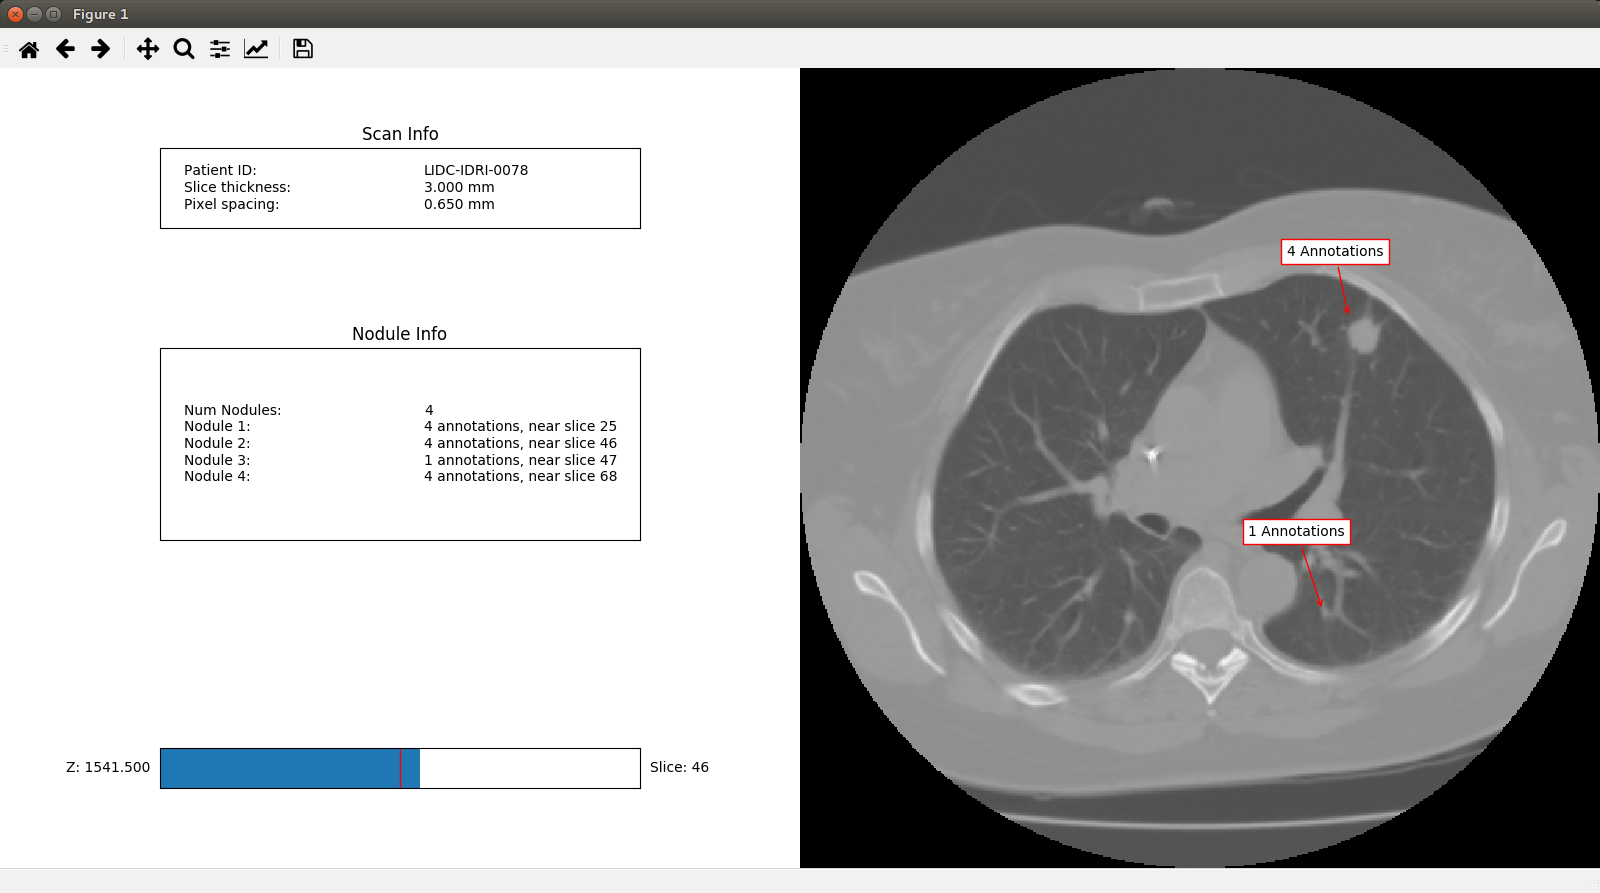 Figure 1
Scan Info
Patient ID: LIDC-IDRI-0078
Slice thickness: 3.000 mm
Pixel spacing: 0.650 mm
Nodule Info
Num Nodules: 4
Nodule 1: 4 annotations, near slice 25
Nodule 2: 4 annotations, near slice 46
Nodule 3: 1 annotations, near slice 47
Nodule 4: 4 annotations, near slice 68
Z: 1541.500 Slice: 46
4 Annotations
1 Annotations